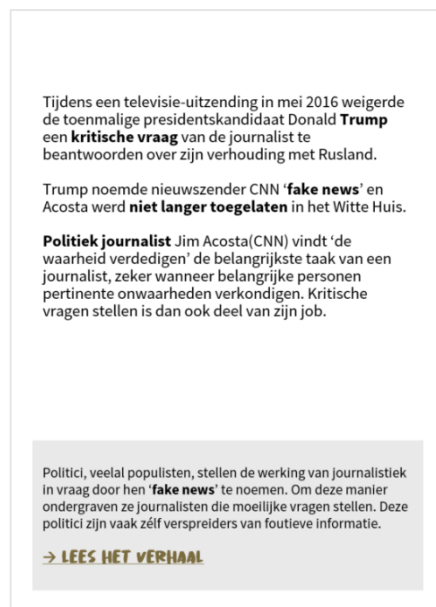 Tijdens een televisie-uitzending in mei 2016 weigerde
de toenmalige presidentskandidaat Donald Trump
een kritische vraag van de journalist te
beantwoorden over zijn verhouding met Rusland.
Trump noemde nieuwszender CNN ‘fake news’ en
Acosta werd niet langer toegelaten in het Witte Huis.
Politiek journalist Jim Acosta(CNN) vindt ‘de
waarheid verdedigen’ de belangrijkste taak van een
journalist, zeker wanneer belangrijke personen
pertinente onwaarheden verkondigen. Kritische
vragen stellen is dan ook deel van zijn job.
Politici, veelal populisten, stellen de werking van journalistiek
in vraag door hen ‘fake news’ te noemen. Om deze manier
ondergraven ze journalisten die moeilijke vragen stellen. Deze
politici zijn vaak zélf verspreiders van foutieve informatie.
→ LEES HET VERHAAL